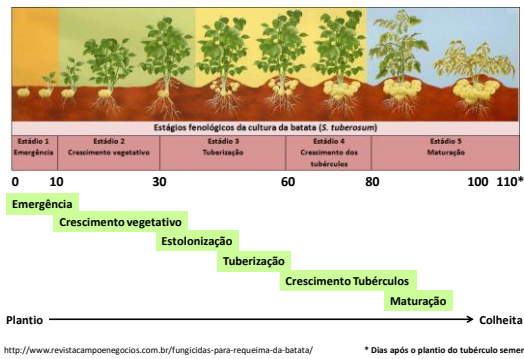 Estágios fenológicos da cultura da batata (S. tuberosum)
Estádio 1 Estádio 2 Estádio 3 Estádio 4 Estádio 5
Emergência Crescimento vegetativo Tuberização Crescimento dos Maturação
tubérculos
0 10 30 60 80 100 110*
Emergência
Crescimento vegetativo
Estolonização
Tuberização
Crescimento Tubérculos
Maturação
Plantio Colheita
http://www.revistacampoenegocios.com.br/fungicidas-para-requeima-da-batata/ * Dias após o plantio do tubérculo semen